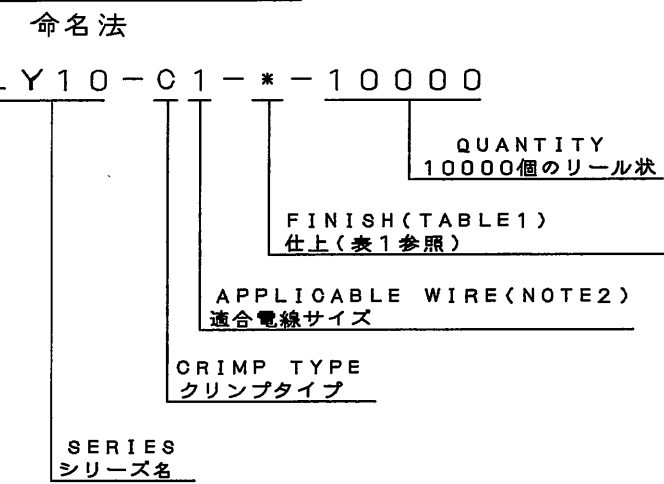 命名法
LY10-C1-*-10000
QUANTITY
10000個のリール状
FINISH(TABLE1)
仕上(表1参照)
APPLICABLE WIRE(NOTE2)
適合電線サイズ
CRIMP TYPE
クリンプタイプ
SERIES
シリーズ名